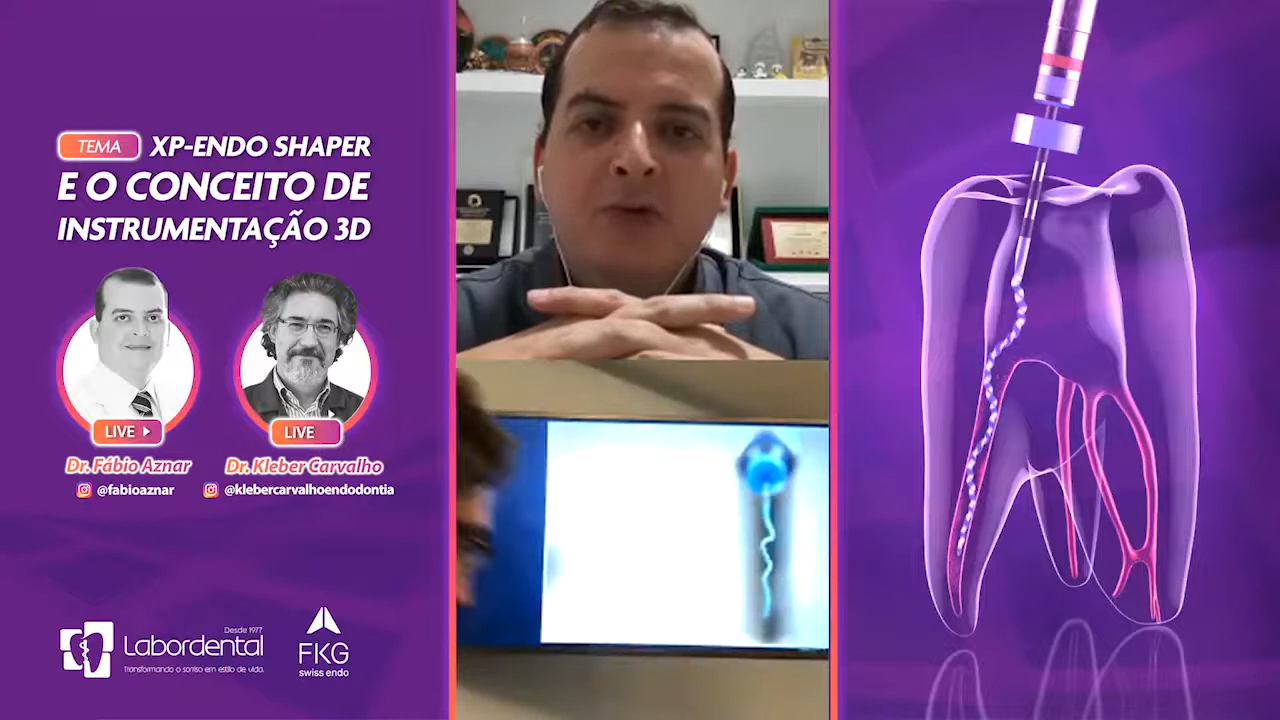 TEMA XP-ENDO SHAPER
E O CONCEITO DE
INSTRUMENTAÇÃO 3D
LIVE
LIVE
Dr. Fábio Aznar
Dr. Kleber Carvalho
@fabioaznar
@klebercarvalhoendodontia
Desde 1977
Labordental
Transformando o sorriso em estilo de vida.
FKG
swiss endo